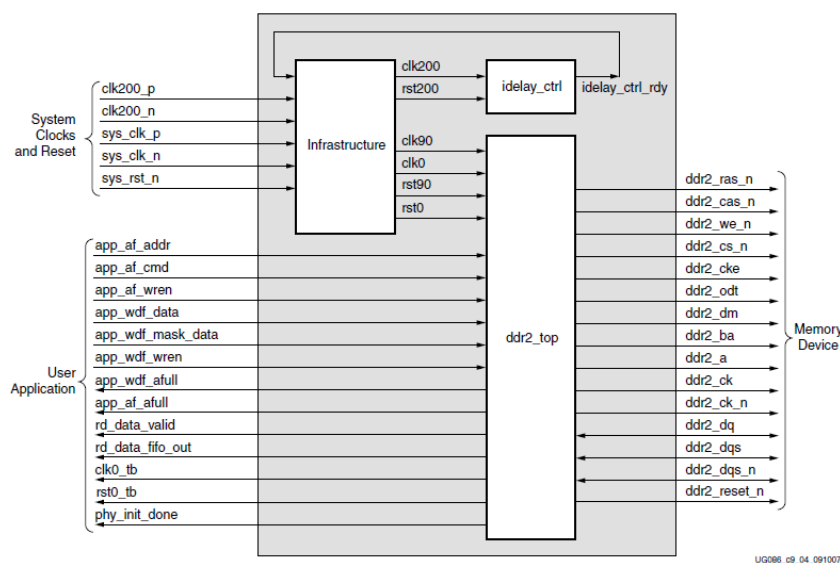 clk200_p
clk200_n
sys_clk_p
sys_clk_n
sys_rst_n
System
Clocks
and Reset
Infrastructure
clk200
rst200
clk90
clk0
rst90
rst0
idelay_ctrl
idelay_ctrl_rdy
app_af_addr
app_af_cmd
app_af_wren
app_wdf_data
app_wdf_mask_data
app_wdf_wren
app_wdf_afull
app_af_afull
rd_data_valid
rd_data_fifo_out
clk0_tb
rst0_tb
phy_init_done
User
Application
ddr2_top
ddr2_ras_n
ddr2_cas_n
ddr2_we_n
ddr2_cs_n
ddr2_cke
ddr2_odt
ddr2_dm
ddr2_ba
ddr2_a
ddr2_ck
ddr2_ck_n
ddr2_dq
ddr2_dqs
ddr2_dqs_n
ddr2_reset_n
Memory
Device
UG086_c9_04_091007